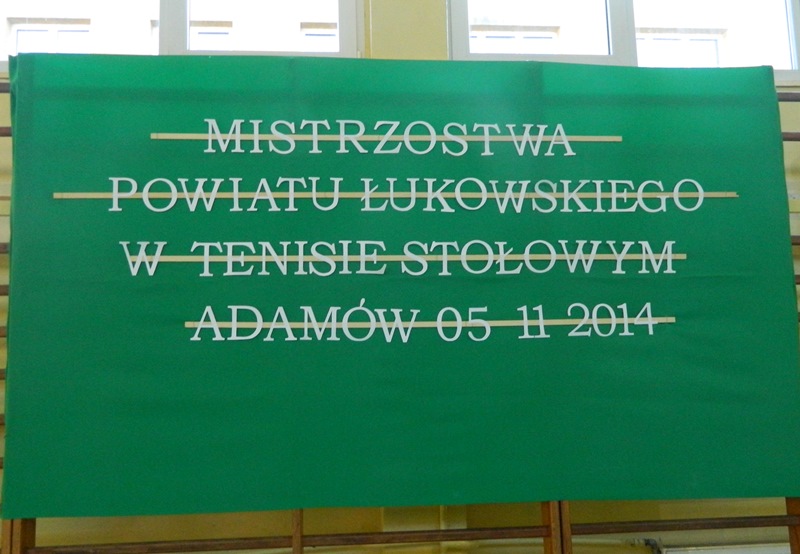 MISTRZOSTWA
POWIATU ŁUKOWSKIEGO
W TENISIE STOŁOWYM
ADAMÓW 05 11 2014